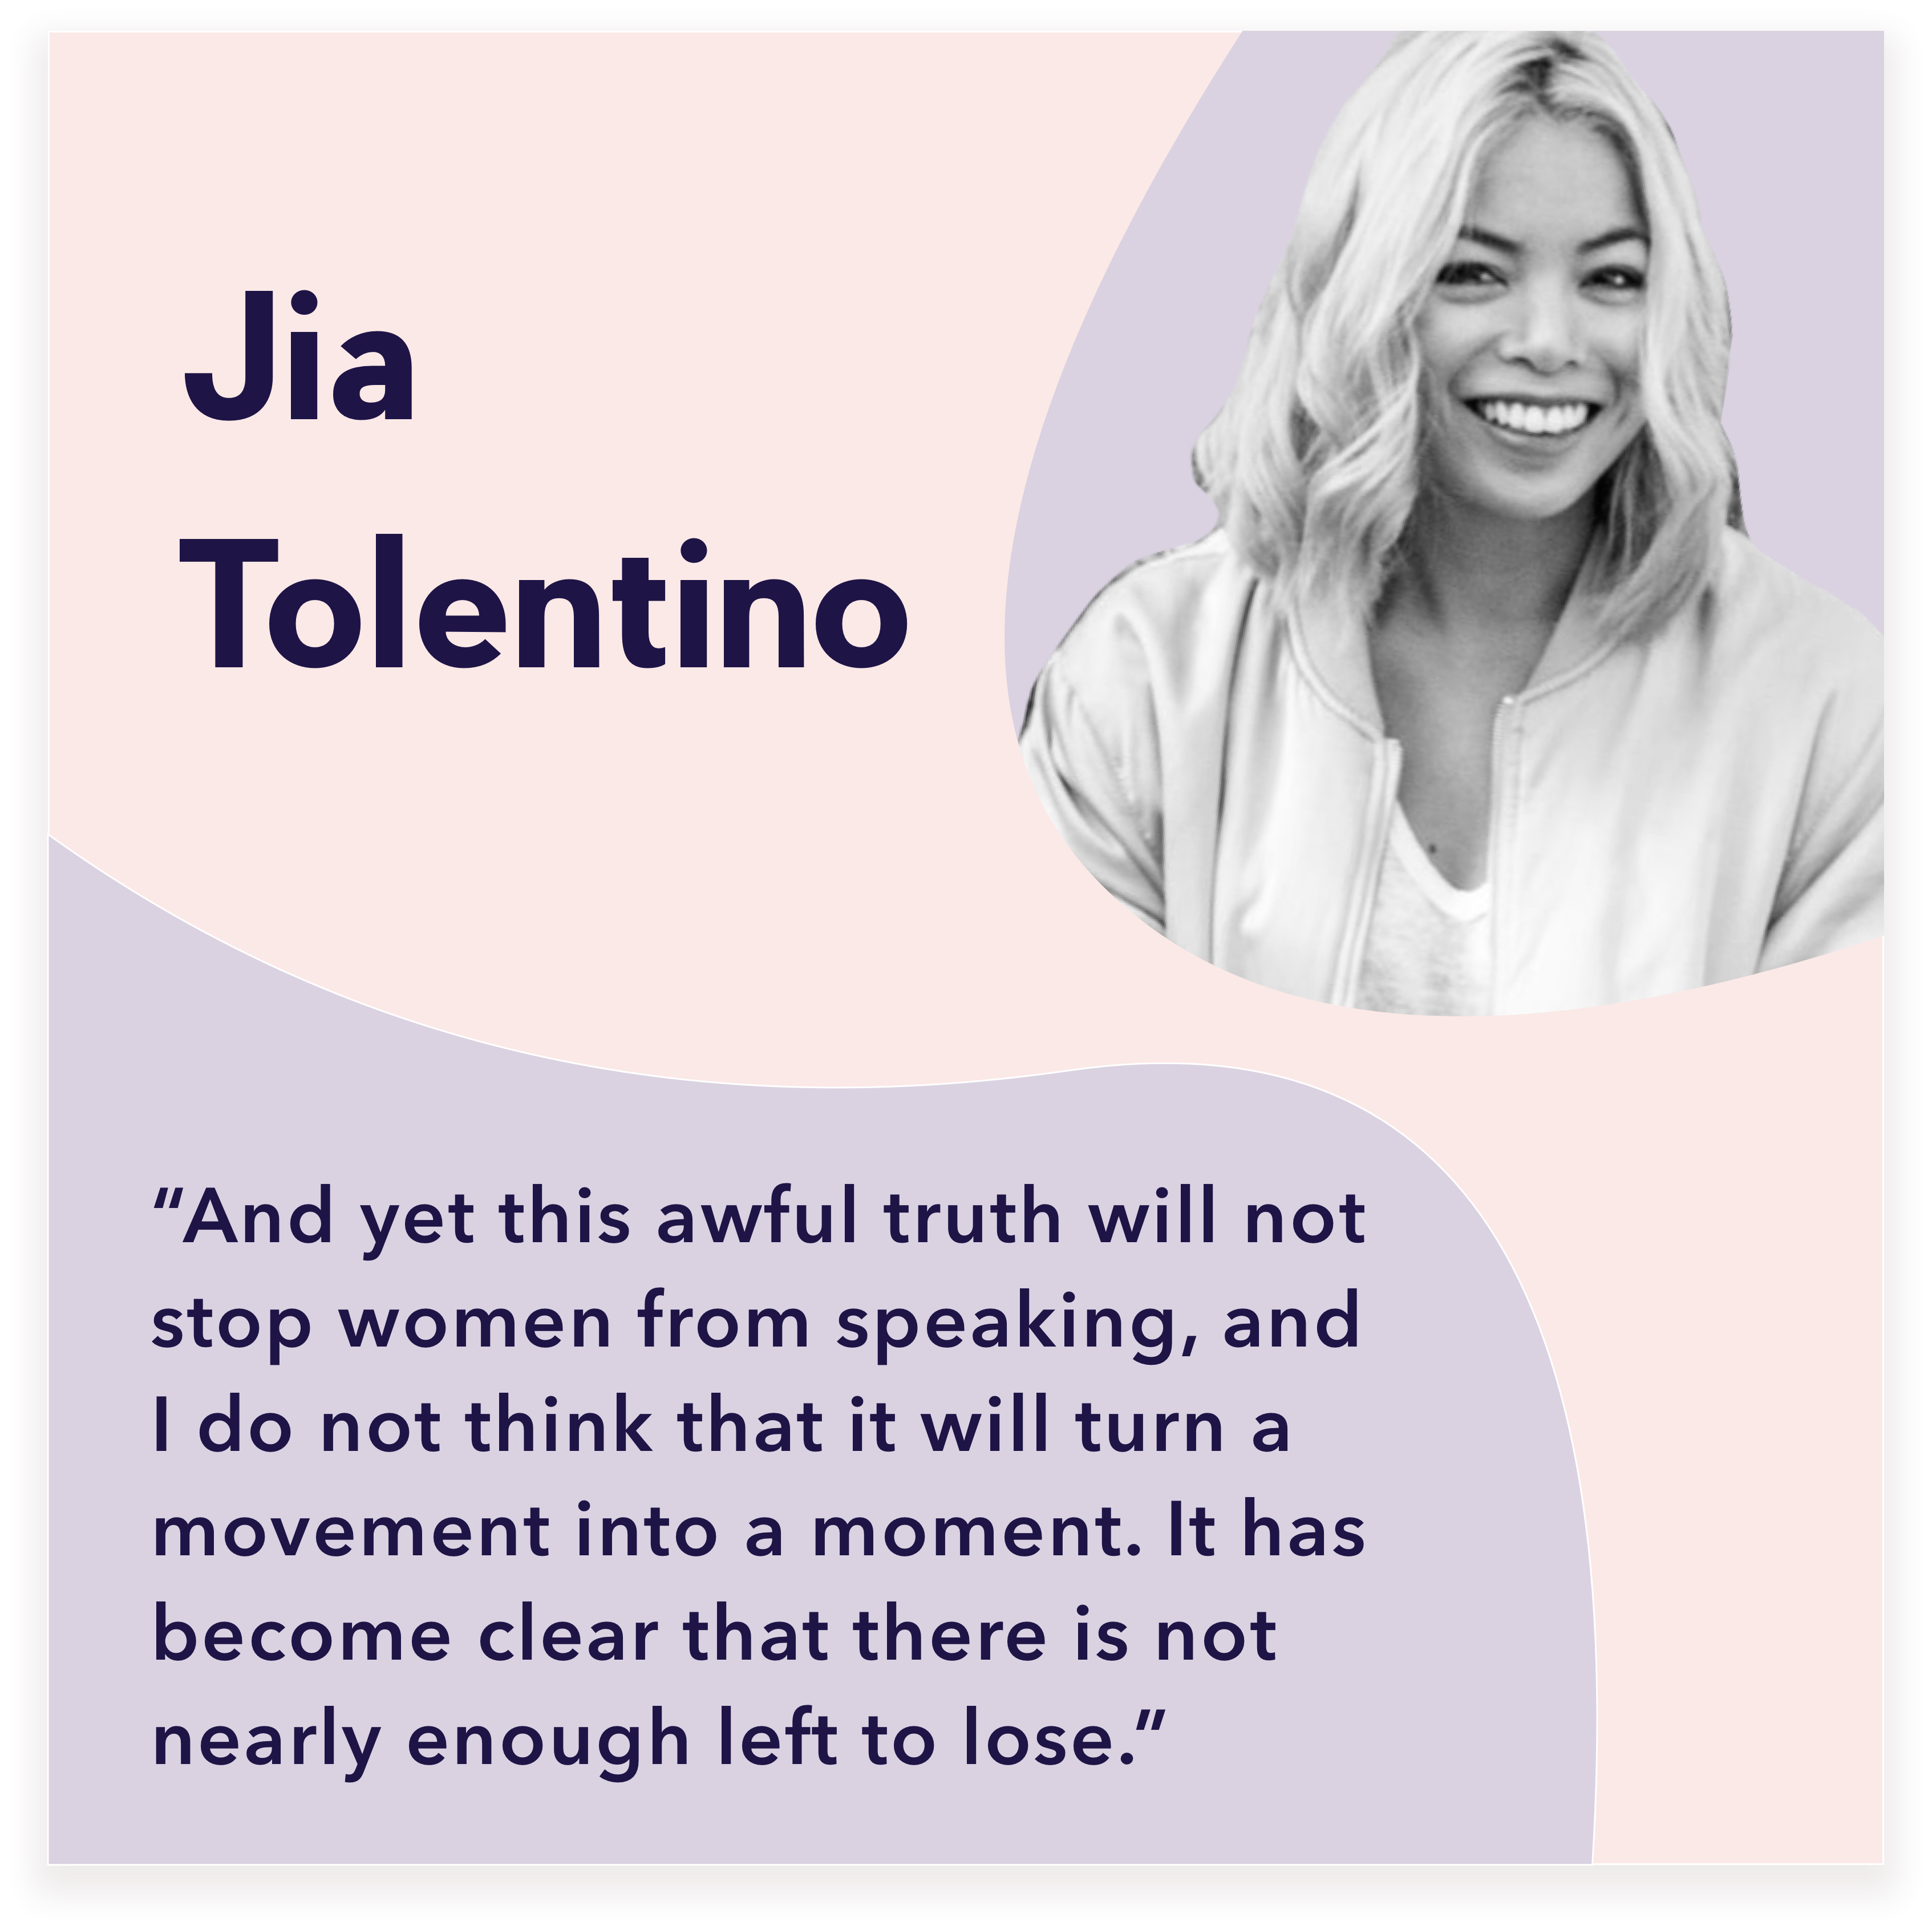 Jia
Tolentino
“And yet this awful truth will not
stop women from speaking, and
I do not think that it will turn a
movement into a moment. It has
become clear that there is not
nearly enough left to lose.”